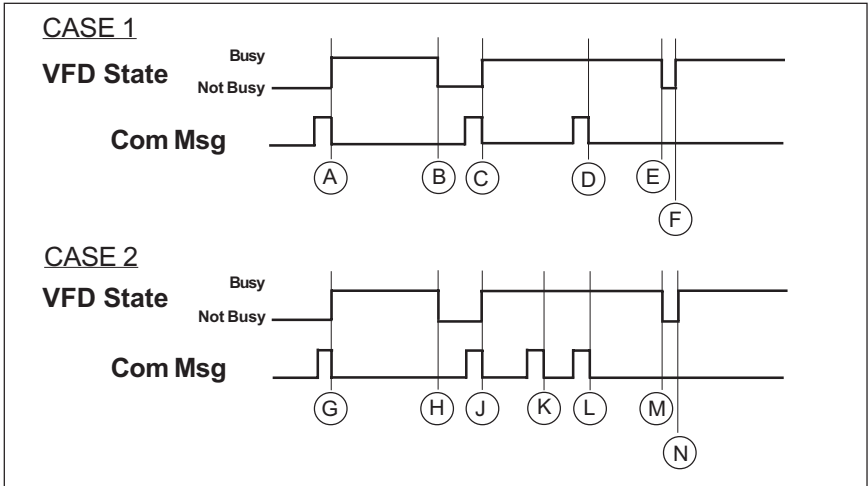 CASE 1
VFD State
Busy
Not Busy
Com Msg
A
B
C
D
E
F
CASE 2
VFD State
Busy
Not Busy
Com Msg
G
H
J
K
L
M
N